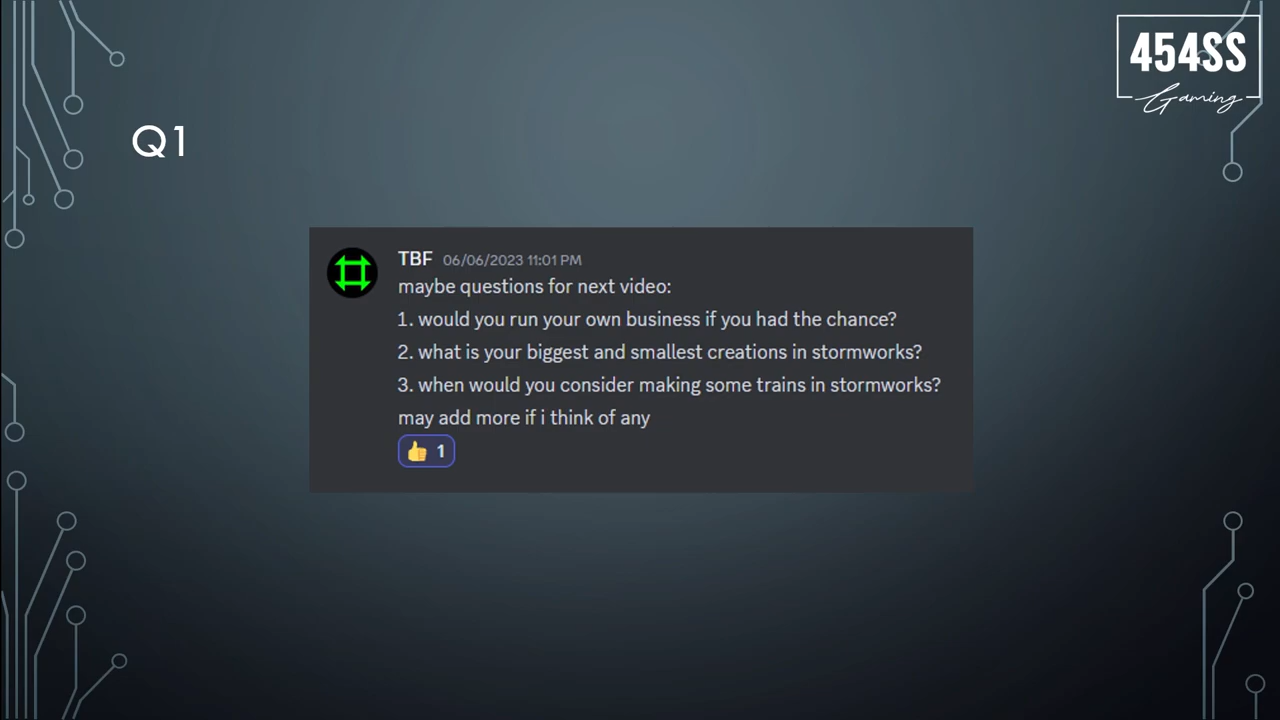 454SS
Gaming
Q1
TBF 06/06/2023 11:01 PM
maybe questions for next video:
1. would you run your own business if you had the chance?
2. what is your biggest and smallest creations in stormworks?
3. when would you consider making some trains in stormworks?
may add more if i think of any
👍 1